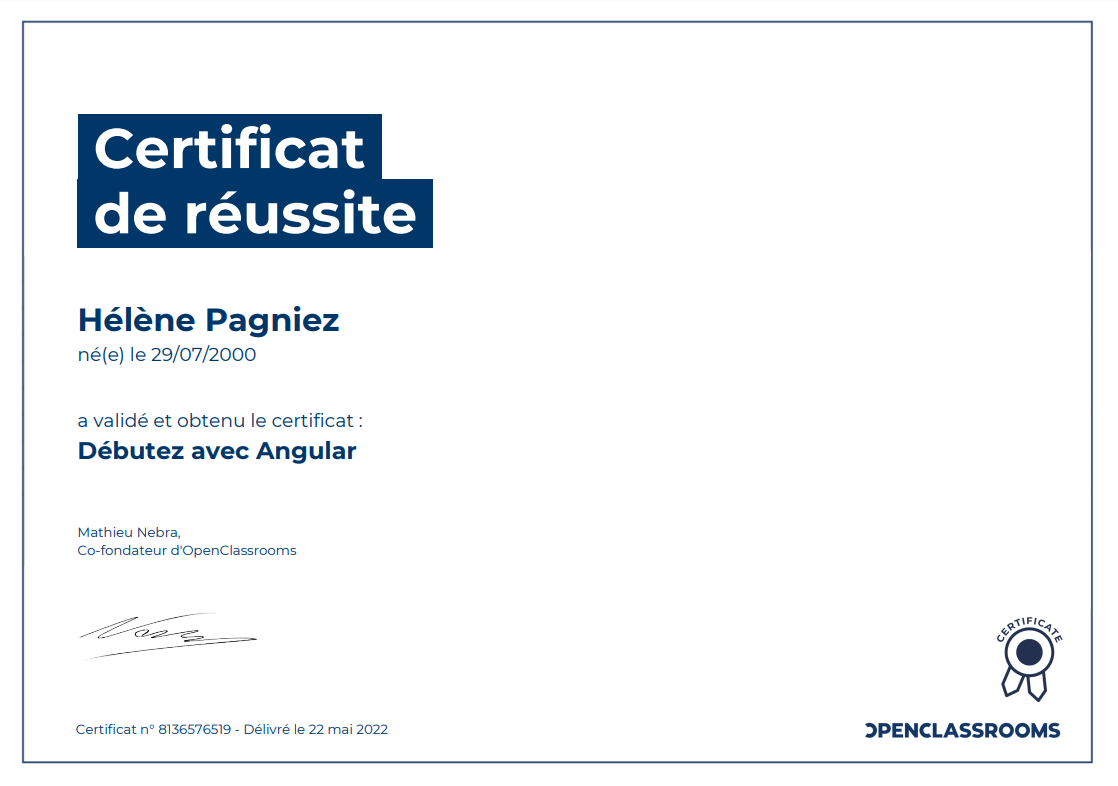 Certificat
de réussite
Hélène Pagniez
né(e) le 29/07/2000
a validé et obtenu le certificat :
Débutez avec Angular
Mathieu Nebra,
Co-fondateur d'OpenClassrooms
CERTIFICATE
Certificat n° 8136576519 - Délivré le 22 mai 2022
OPENCLASSROOMS